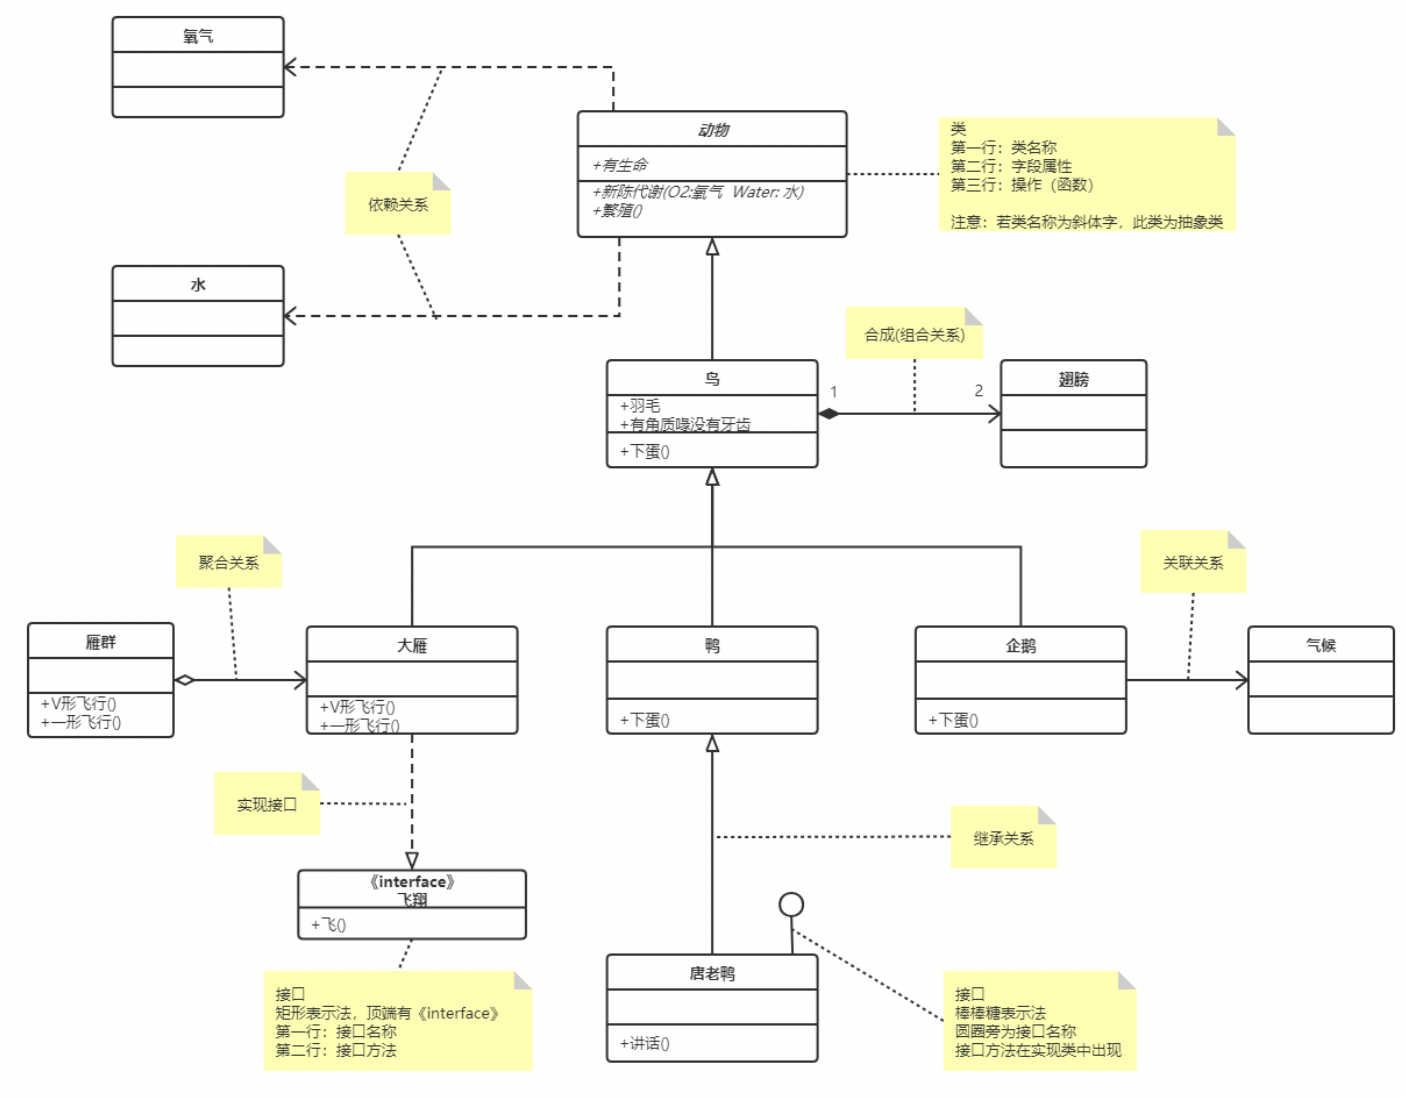 氧气
动物
+有生命
+新陈代谢(O2:氧气  Water: 水)
+繁殖()
类
第一行：类名称
第二行：字段属性
第三行：操作（函数）
注意：若类名称为斜体字，此类为抽象类
依赖关系
水
合成(组合关系)
鸟
+羽毛
+有角质喙没有牙齿
+下蛋()
1
2
翅膀
聚合关系
关联关系
雁群
+V形飞行()
+一形飞行()
大雁
+V形飞行()
+一形飞行()
鸭
+下蛋()
企鹅
+下蛋()
气候
实现接口
继承关系
《interface》
飞翔
+飞()
唐老鸭
+讲话()
接口
矩形表示法，顶端有《interface》
第一行：接口名称
第二行：接口方法
接口
棒棒糖表示法
圆圈旁为接口名称
接口方法在实现类中出现